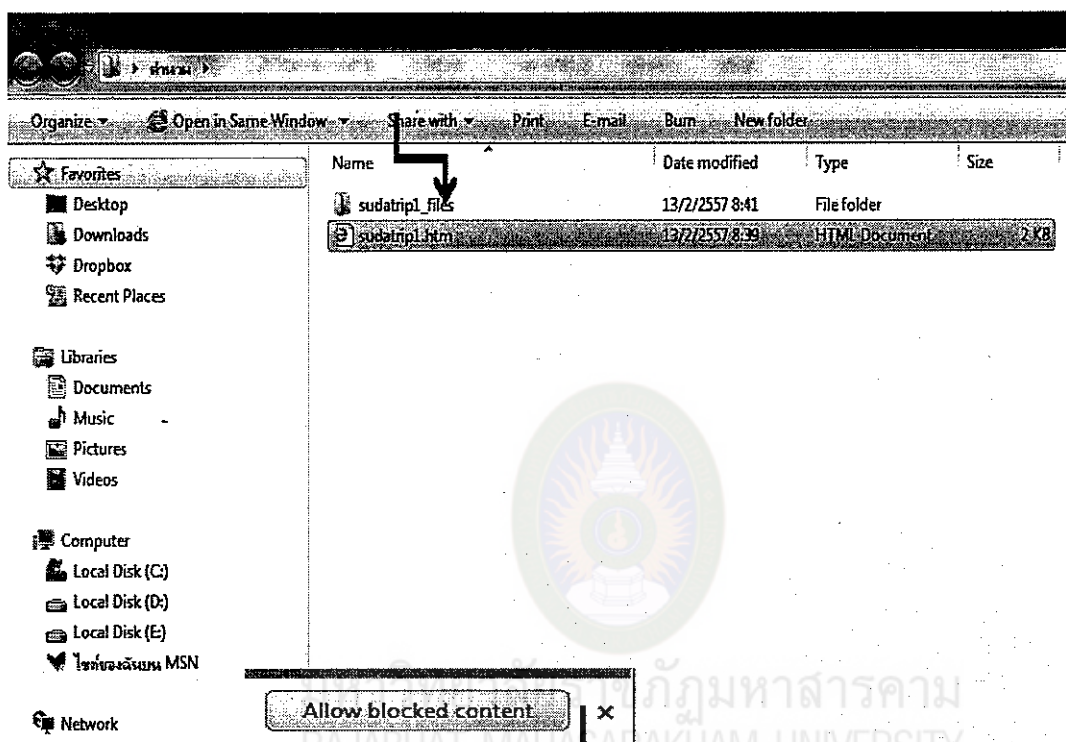 Organize Open in Same Window Share with Print E-mail Burn New folder
Favorites
Desktop
Downloads
Dropbox
Recent Places
Libraries
Documents
Music
Pictures
Videos
Computer
Local Disk (C:)
Local Disk (D:)
Local Disk (E:)
ไซท์ของฉันบน MSN
Network
Name Date modified Type Size
sudatrip1_files 13/2/2557 8:41 File folder
sudatrip1.htm 13/2/2557 8:39 HTML Document 2 KB
Allow blocked content ×
มหาวิทยาลัยราชภัฏมหาสารคาม
RAJABHAT MAHASARAKHAM UNIVERSITY